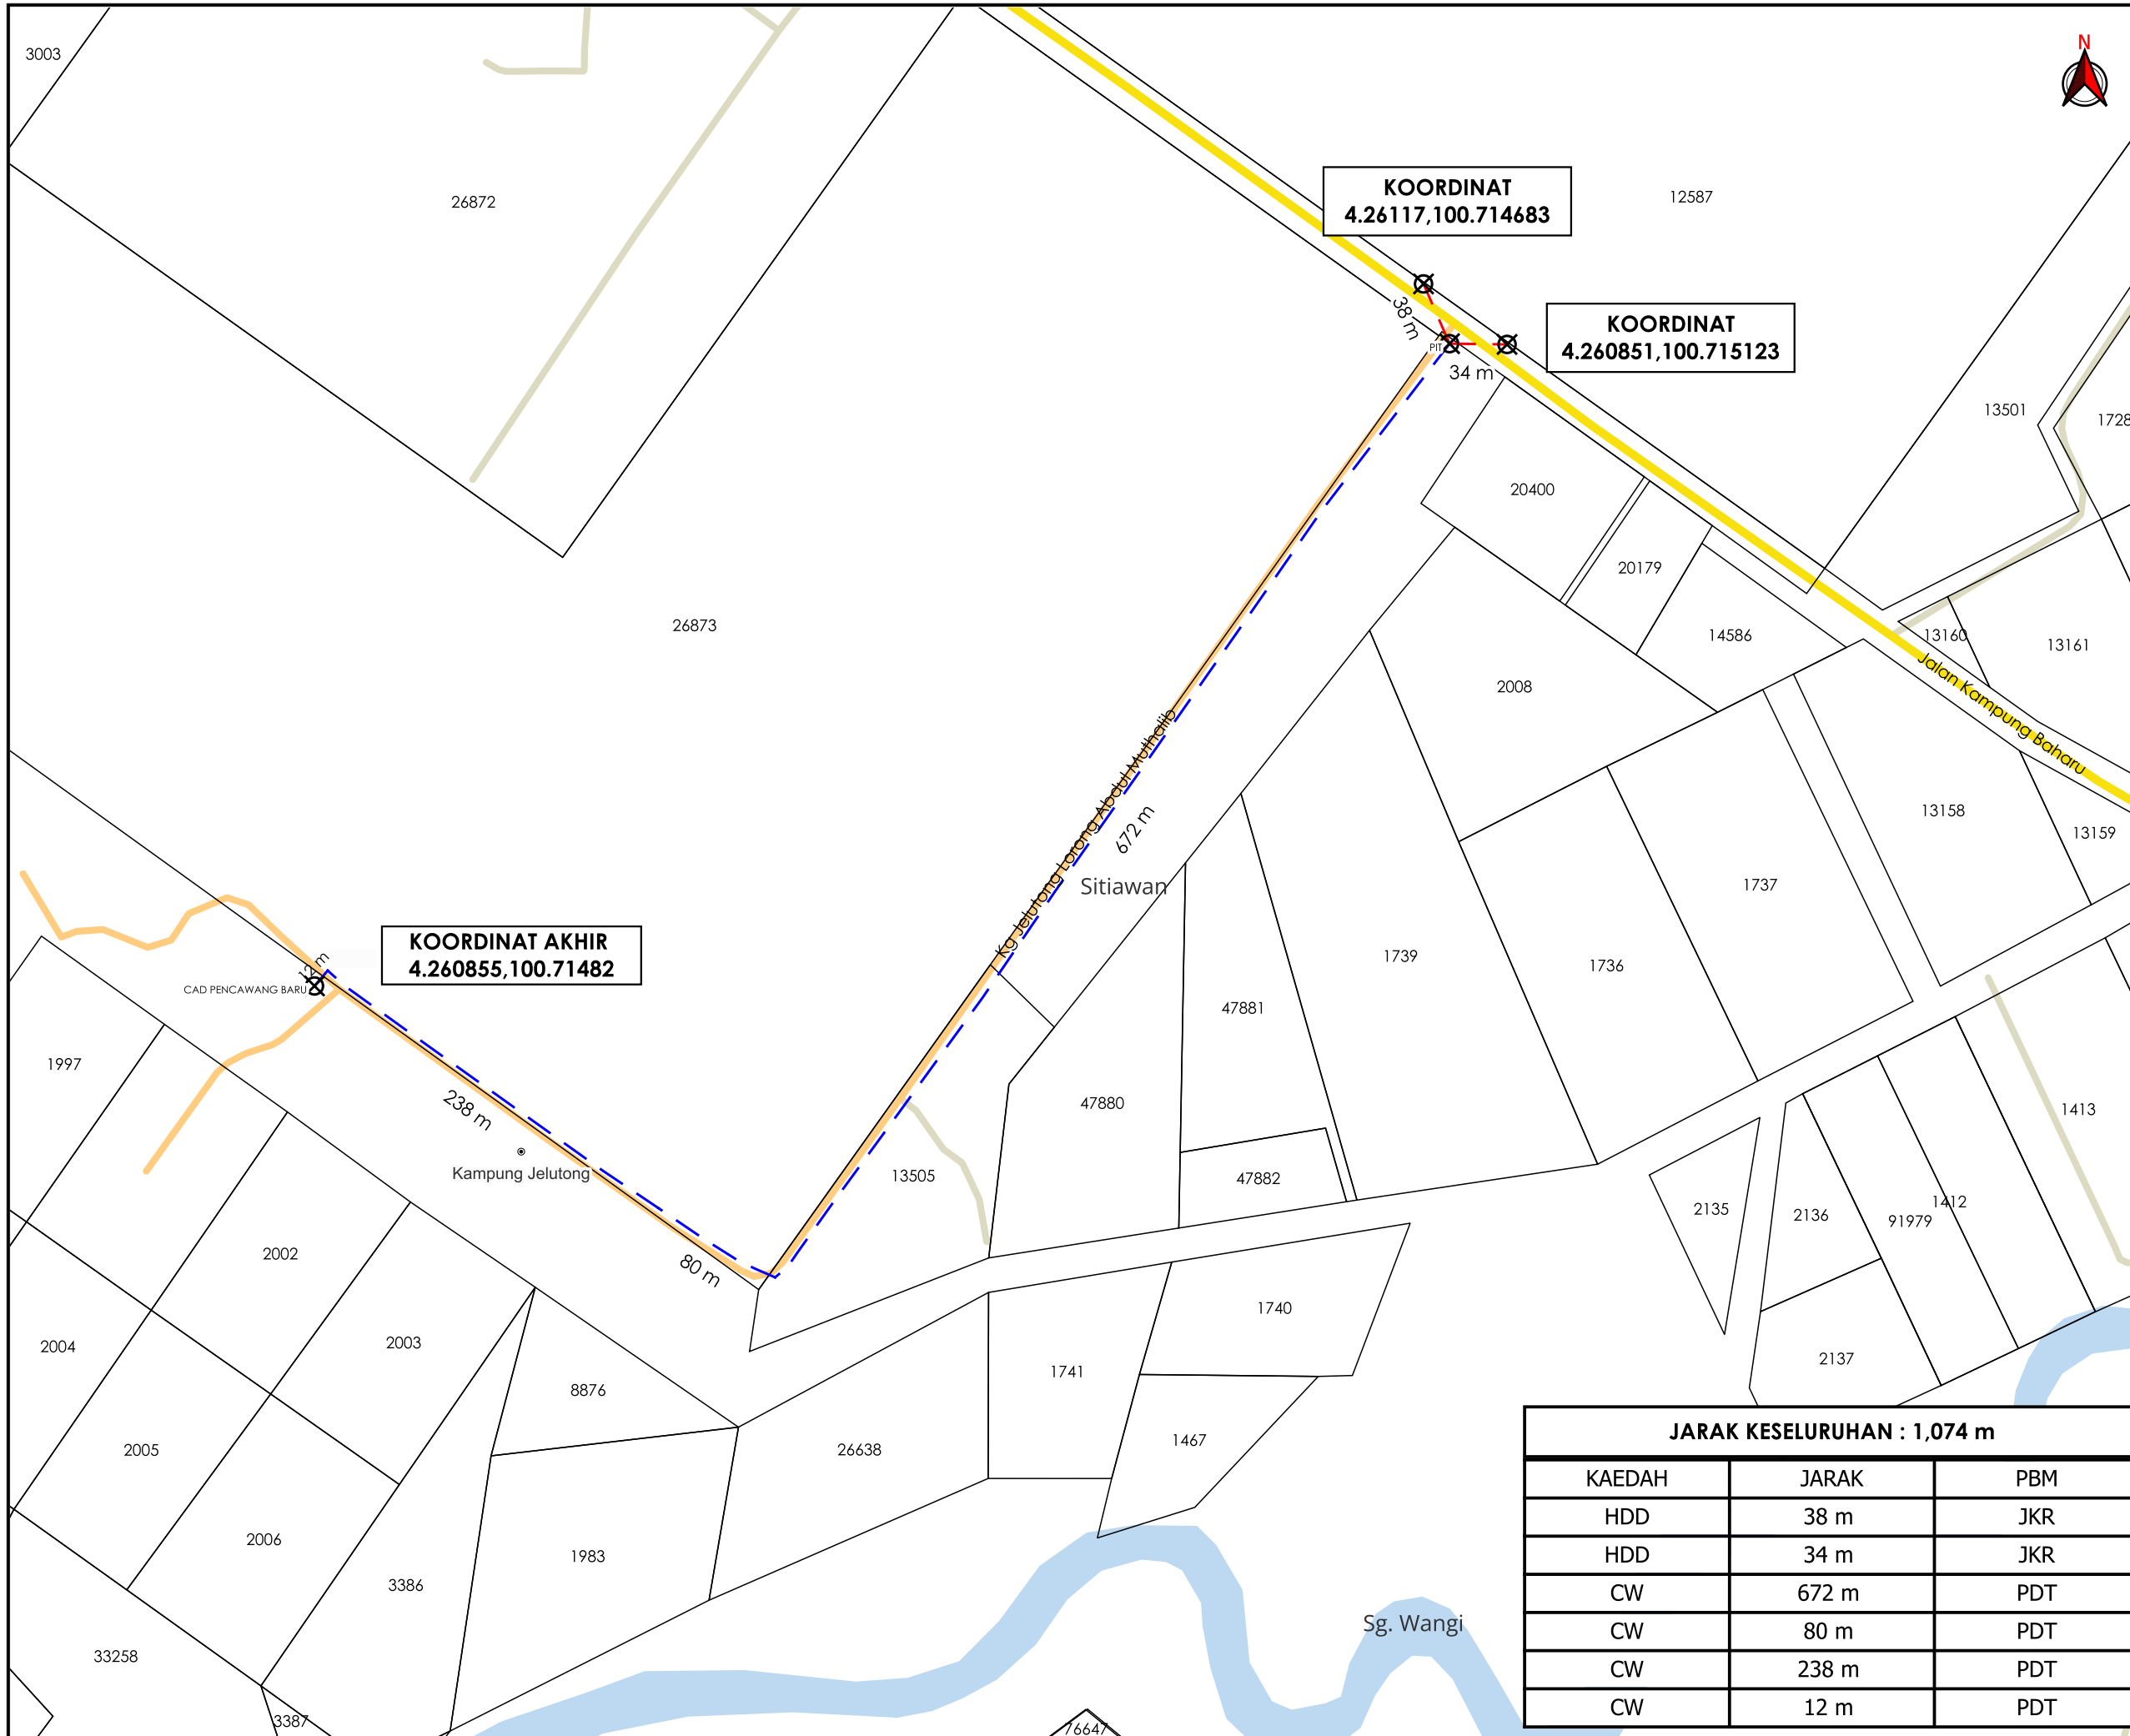 N
3003
26872
12587
KOORDINAT
4.26117,100.714683
38 m
PIT
34 m
KOORDINAT
4.260851,100.715123
13501
1728
20400
20179
14586
13160
13161
Jalan Kampung Baharu
26873
2008
13158
13159
Kg Jelutong Lorong Abdul Muthalib
672 m
Sitiawan
1737
1739
1736
KOORDINAT AKHIR
4.260855,100.71482
12 m
CAD PENCAWANG BARU
47881
1997
238 m
47880
1413
Kampung Jelutong
13505
47882
2135
2136
91979
1412
2002
80 m
2004
2003
1740
2137
8876
1741
2005
26638
1467
2006
1983
3386
Sg. Wangi
33258
3387
76647
JARAK KESELURUHAN : 1,074 m
KAEDAH JARAK PBM
HDD 38 m JKR
HDD 34 m JKR
CW 672 m PDT
CW 80 m PDT
CW 238 m PDT
CW 12 m PDT